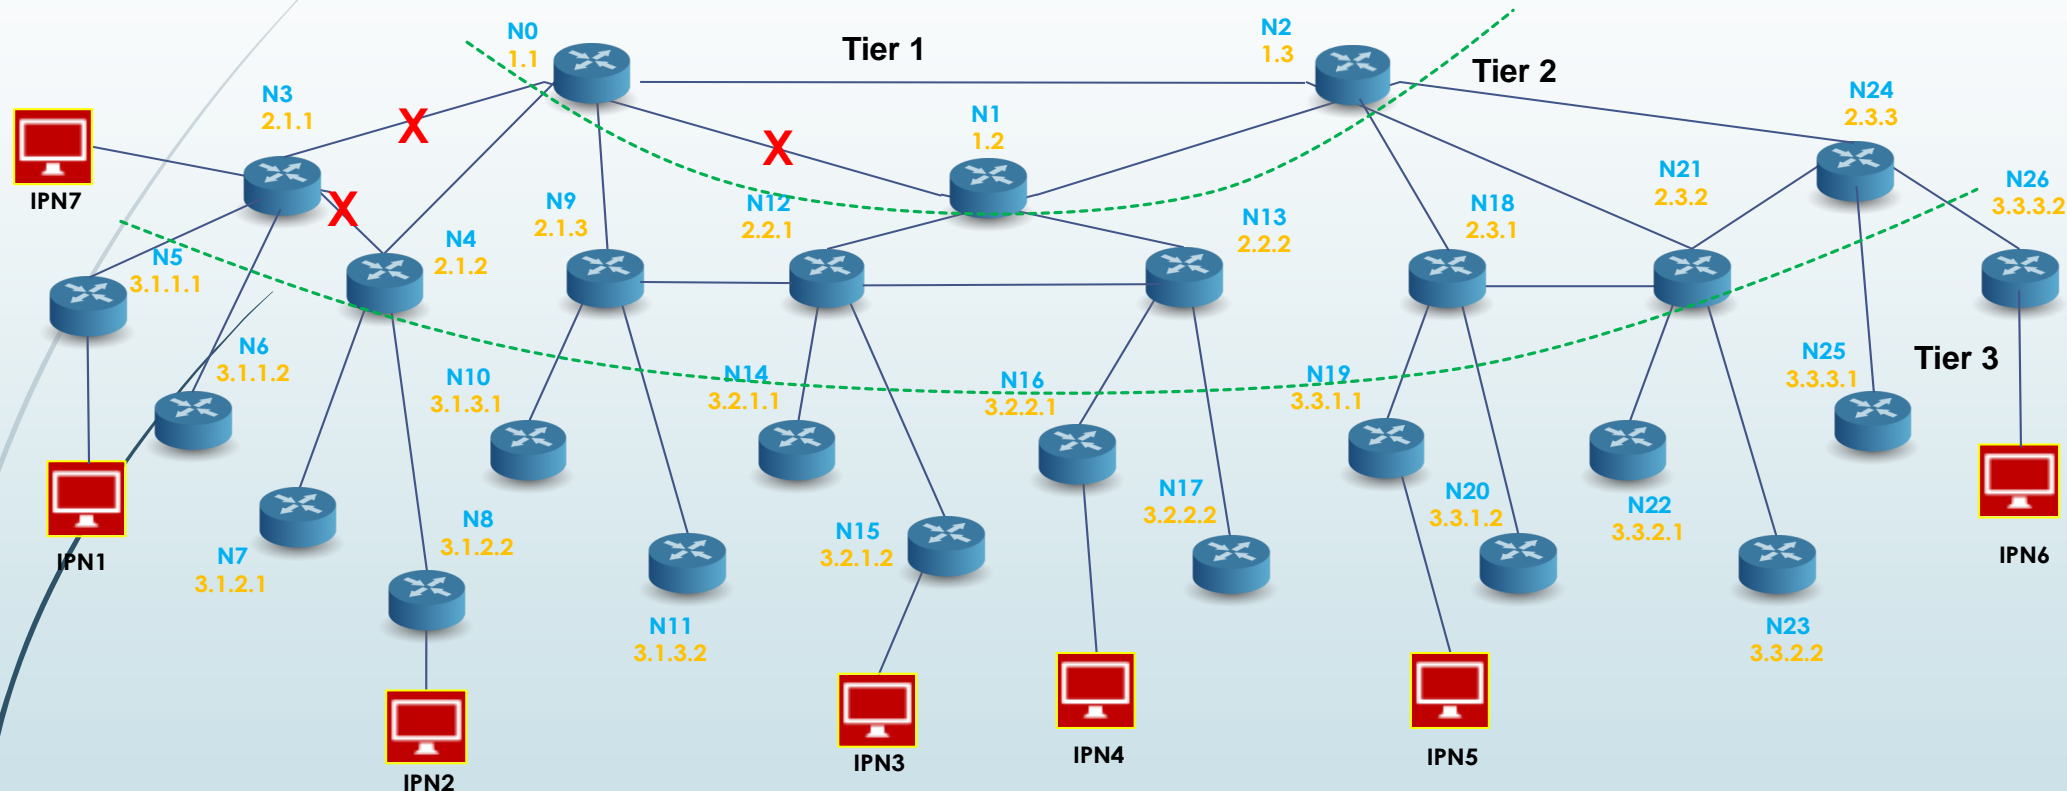 N0
1.1
Tier 1
N2
1.3
Tier 2
N3
2.1.1
X
N1
1.2
X
N24
2.3.3
IPN7
X
N9
2.1.3
N12
2.2.1
N13
2.2.2
N18
2.3.1
N21
2.3.2
N26
3.3.3.2
N4
2.1.2
N5
3.1.1.1
N6
3.1.1.2
N10
3.1.3.1
N14
3.2.1.1
N16
3.2.2.1
N19
3.3.1.1
N25
3.3.3.1
Tier 3
IPN1
N7
3.1.2.1
N8
3.1.2.2
N15
3.2.1.2
N17
3.2.2.2
N20
3.3.1.2
N22
3.3.2.1
IPN6
N11
3.1.3.2
N23
3.3.2.2
IPN2
IPN3
IPN4
IPN5